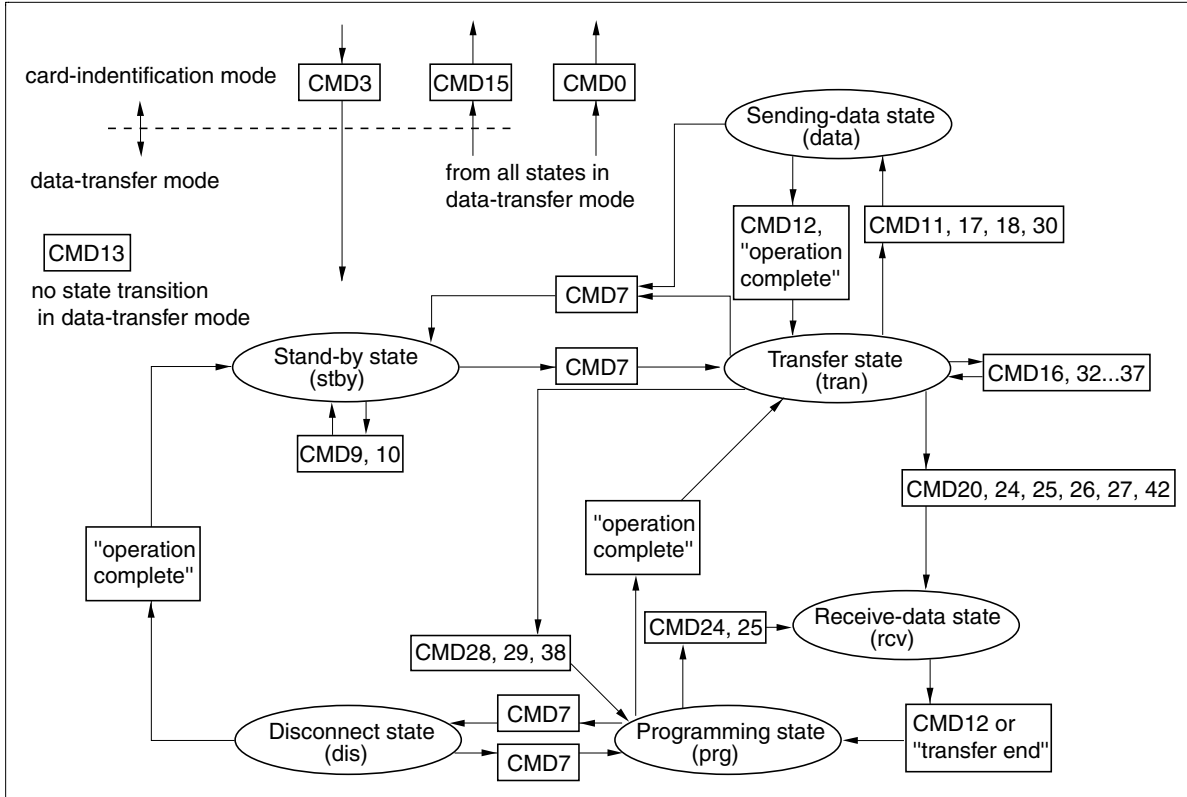 card-indentification mode
CMD3
CMD15
CMD0
Sending-data state
(data)
data-transfer mode
from all states in
data-transfer mode
CMD12,
"operation
complete"
CMD11, 17, 18, 30
CMD13
no state transition
in data-transfer mode
CMD7
Stand-by state
(stby)
CMD7
Transfer state
(tran)
CMD16, 32...37
CMD9, 10
CMD20, 24, 25, 26, 27, 42
"operation
complete"
"operation
complete"
CMD24, 25
Receive-data state
(rcv)
CMD28, 29, 38
Disconnect state
(dis)
CMD7
CMD7
Programming state
(prg)
CMD12 or
"transfer end"